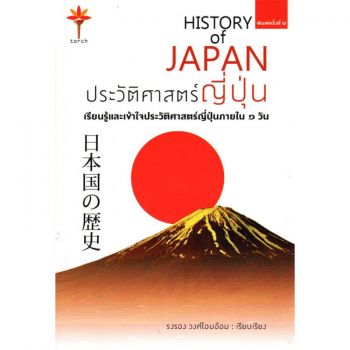 torch
HISTORY
of
JAPAN
พิมพ์ครั้งที่ ๒
ประวัติศาสตร์ญี่ปุ่น
เรียนรู้และเข้าใจประวัติศาสตร์ญี่ปุ่นภายใน ๑ วัน
日本国の歴史
รงรอง วงศ์โอบอ้อม : เรียบเรียง